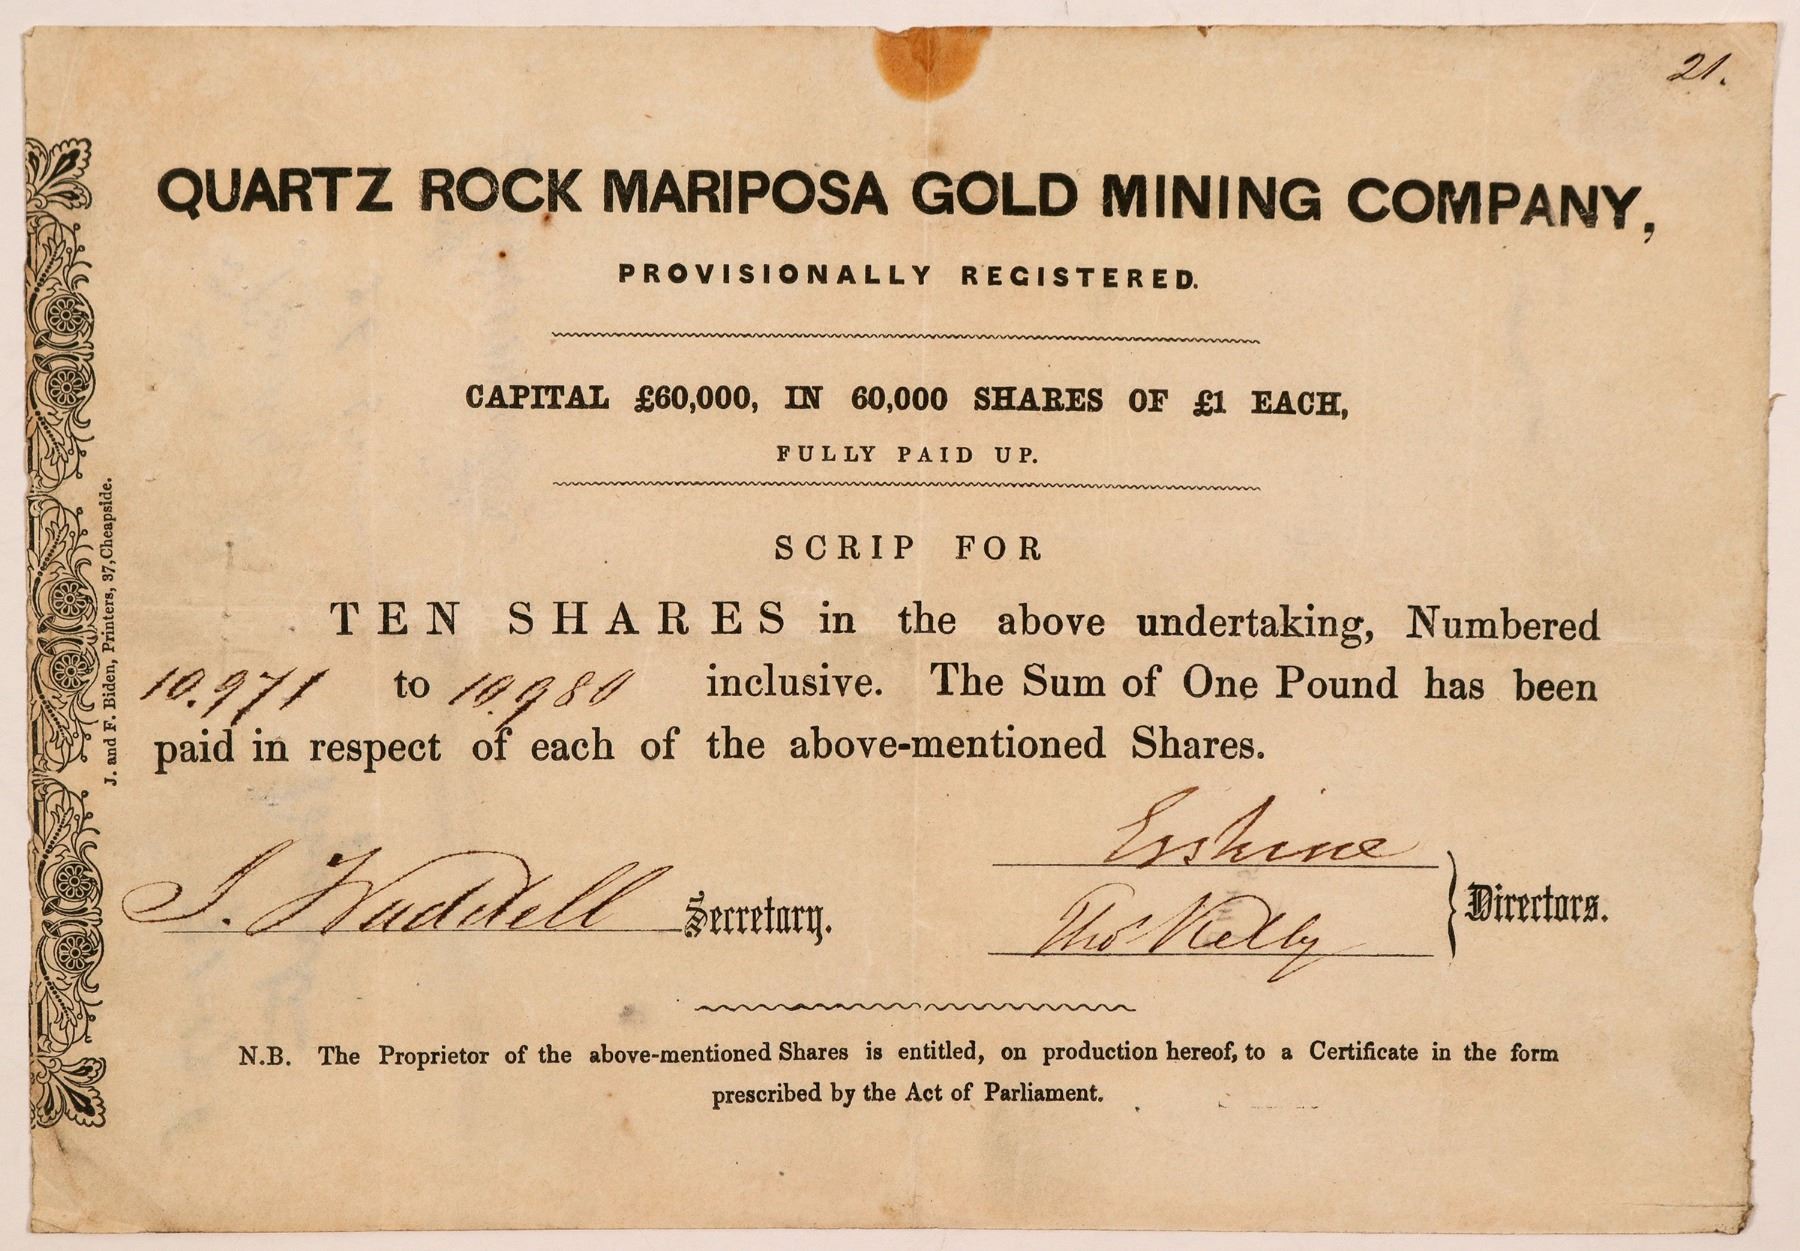 21.
QUARTZ ROCK MARIPOSA GOLD MINING COMPANY,
PROVISIONALLY REGISTERED.
CAPITAL £60,000, IN 60,000 SHARES OF £1 EACH,
FULLY PAID UP.
SCRIP FOR
TEN SHARES in the above undertaking, Numbered
10.971 to 10.980 inclusive. The Sum of One Pound has been
paid in respect of each of the above-mentioned Shares.
J. Waddell Secretary.
Erskine
Thos Kelly
Directors.
N.B. The Proprietor of the above-mentioned Shares is entitled, on production hereof, to a Certificate in the form
prescribed by the Act of Parliament.
J. and F. Biden, Printers, 37, Cheapside.